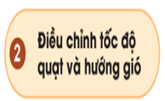 2 Điều chỉnh tốc độ
quạt và hướng gió